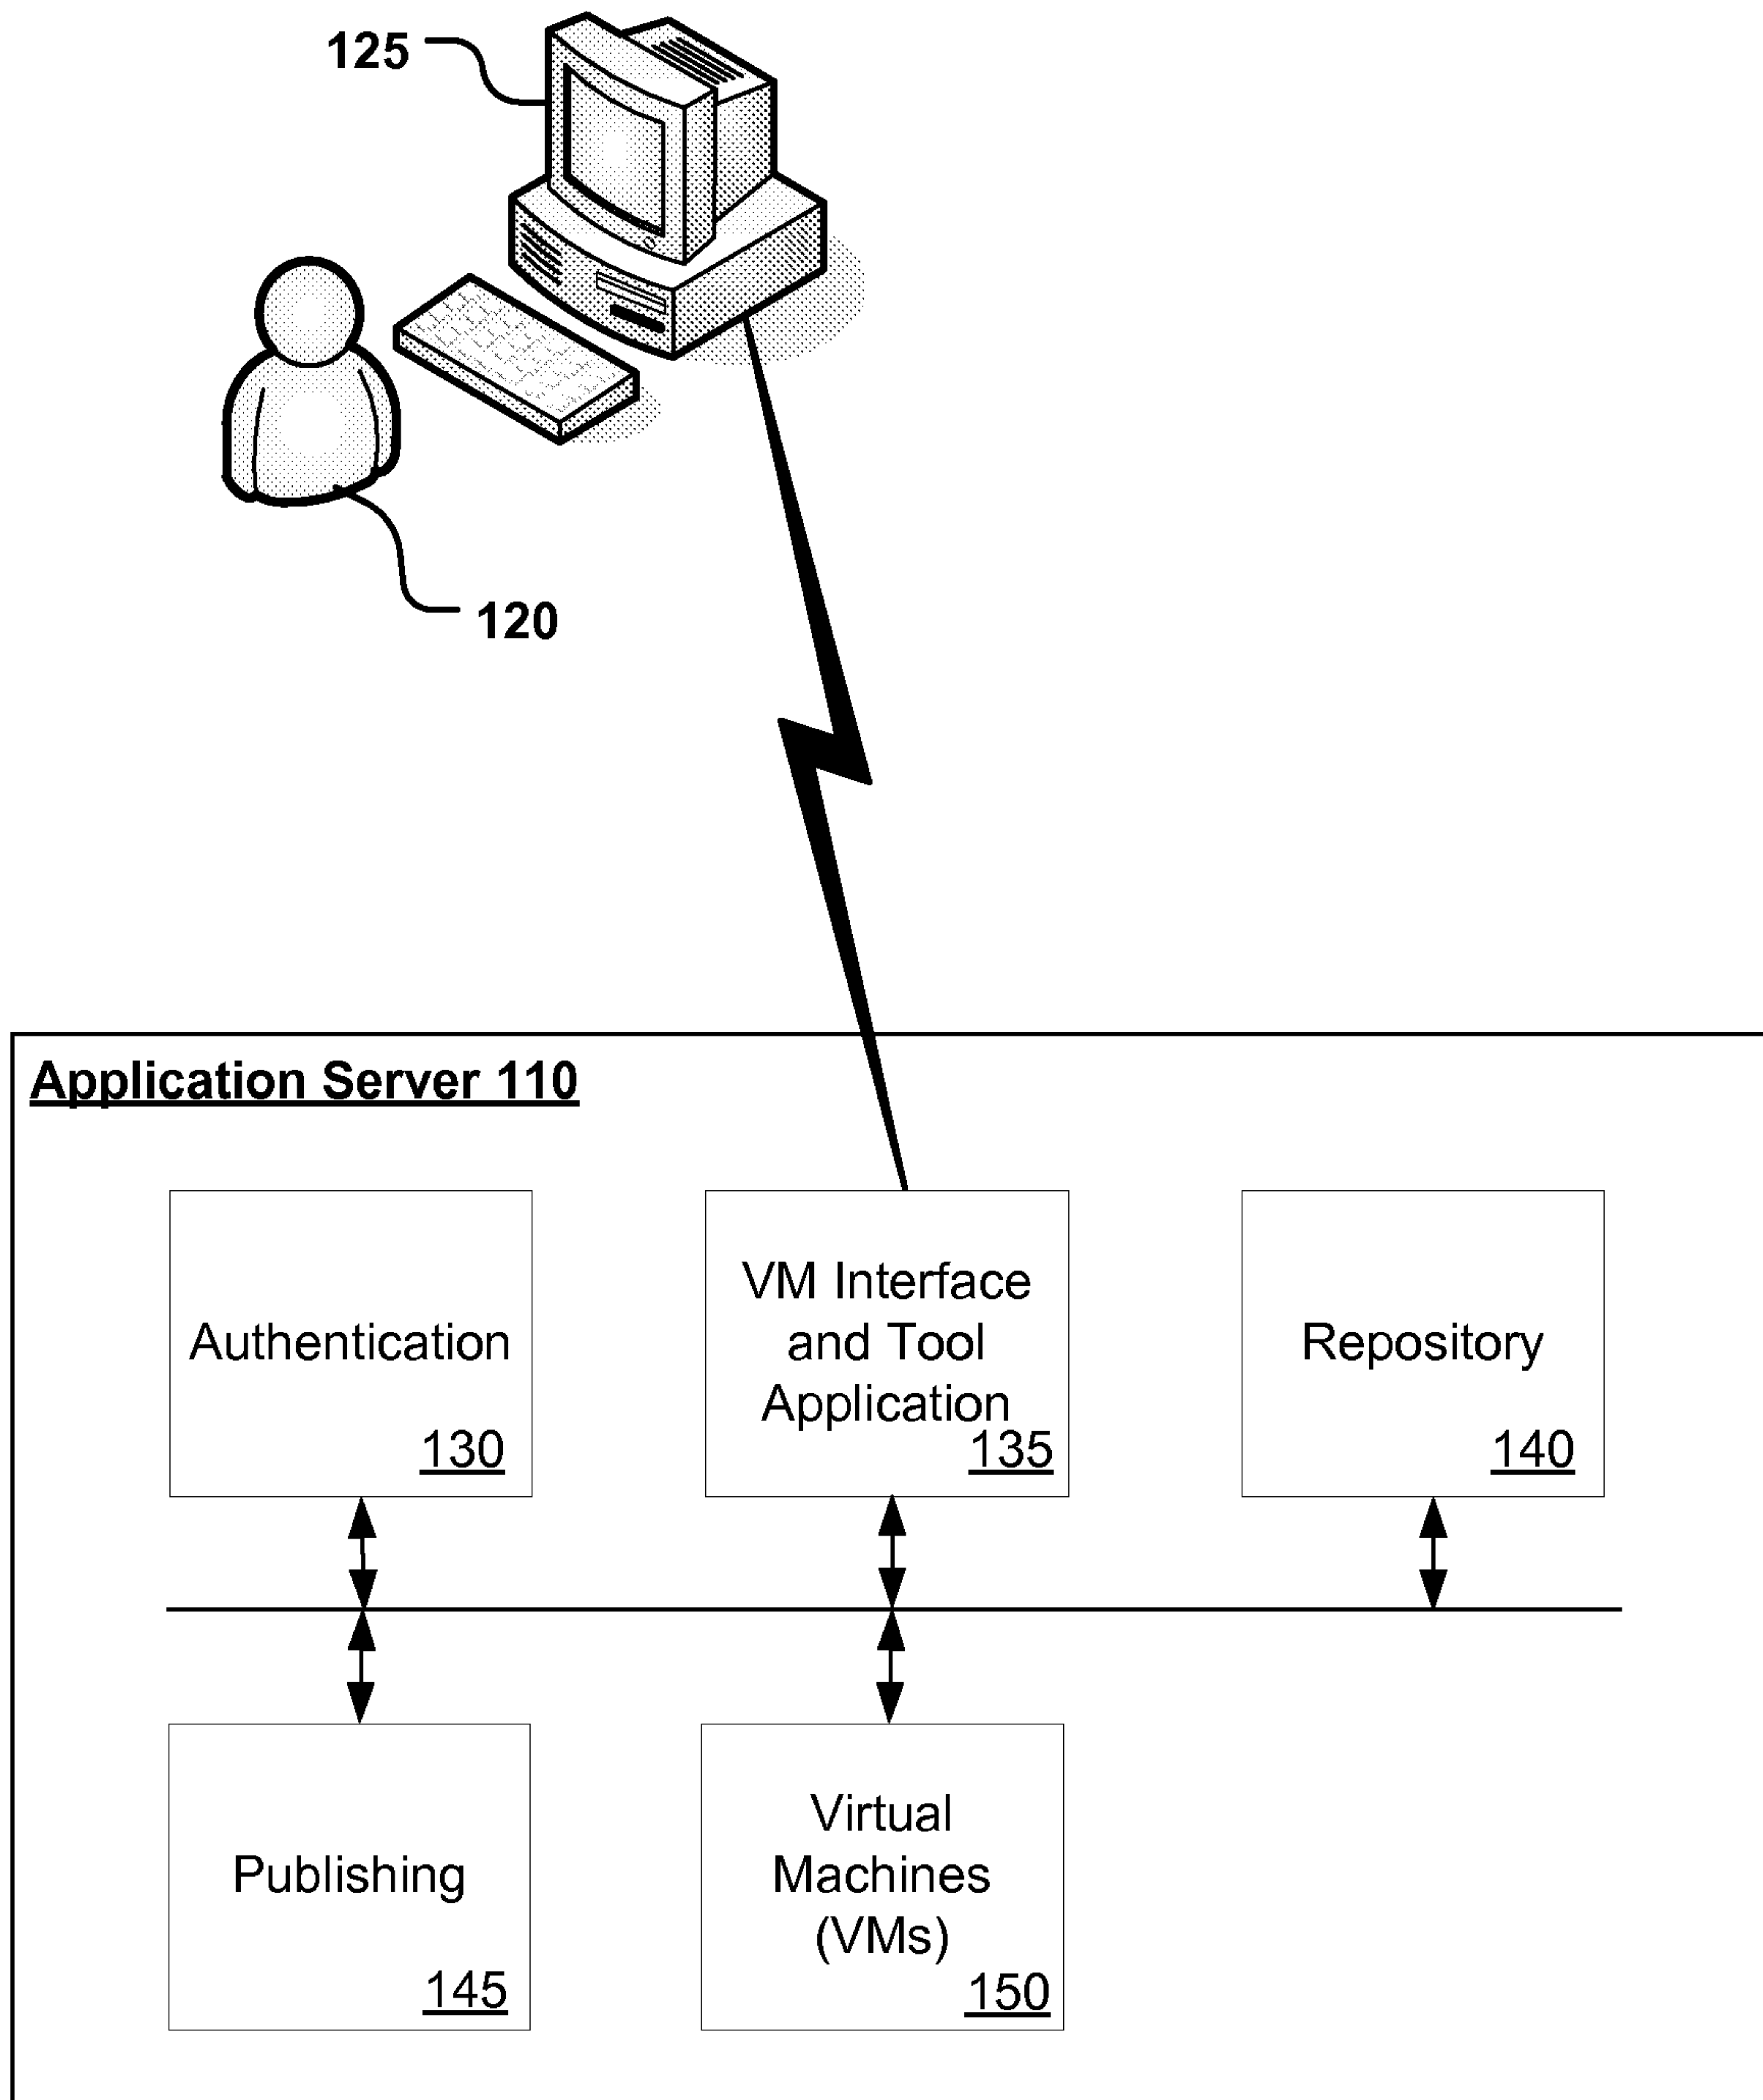 125
120
Application Server 110
Authentication
130
VM Interface
and Tool
Application
135
Repository
140
Publishing
145
Virtual
Machines
(VMs)
150